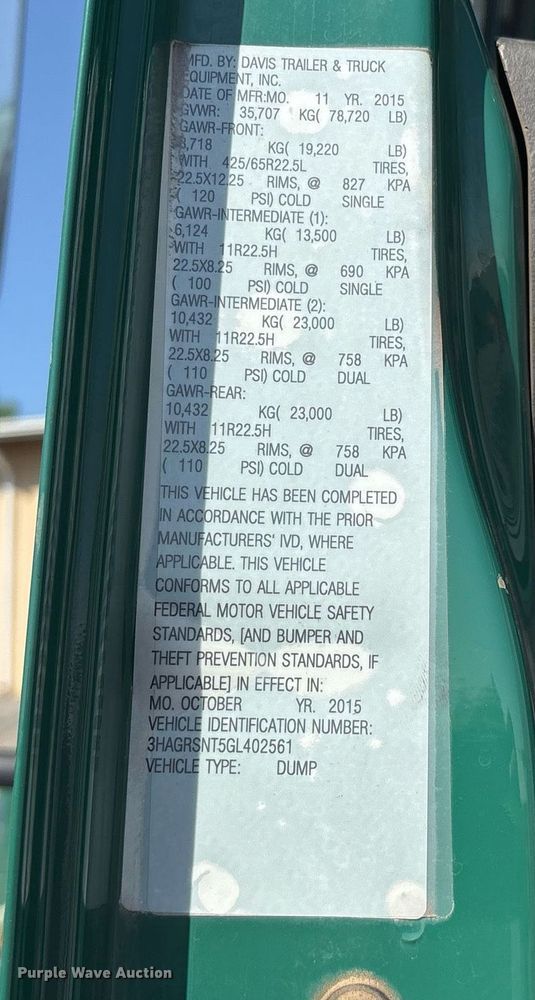 MFD. BY: DAVIS TRAILER & TRUCK
EQUIPMENT, INC.
DATE OF MFR:MO. 11 YR. 2015
GVWR: 35,707 KG( 78,720 LB)
GAWR-FRONT:
8,718 KG( 19,220 LB)
WITH 425/65R22.5L TIRES,
22.5X12.25 RIMS, @ 827 KPA
( 120 PSI) COLD SINGLE
GAWR-INTERMEDIATE (1):
6,124 KG( 13,500 LB)
WITH 11R22.5H TIRES,
22.5X8.25 RIMS, @ 690 KPA
( 100 PSI) COLD SINGLE
GAWR-INTERMEDIATE (2):
10,432 KG( 23,000 LB)
WITH 11R22.5H TIRES,
22.5X8.25 RIMS, @ 758 KPA
( 110 PSI) COLD DUAL
GAWR-REAR:
10,432 KG( 23,000 LB)
WITH 11R22.5H TIRES,
22.5X8.25 RIMS, @ 758 KPA
( 110 PSI) COLD DUAL
THIS VEHICLE HAS BEEN COMPLETED
IN ACCORDANCE WITH THE PRIOR
MANUFACTURERS' IVD, WHERE
APPLICABLE. THIS VEHICLE
CONFORMS TO ALL APPLICABLE
FEDERAL MOTOR VEHICLE SAFETY
STANDARDS, [AND BUMPER AND
THEFT PREVENTION STANDARDS, IF
APPLICABLE] IN EFFECT IN:
MO. OCTOBER YR. 2015
VEHICLE IDENTIFICATION NUMBER:
3HAGRSNT5GL402561
VEHICLE TYPE: DUMP
Purple Wave Auction